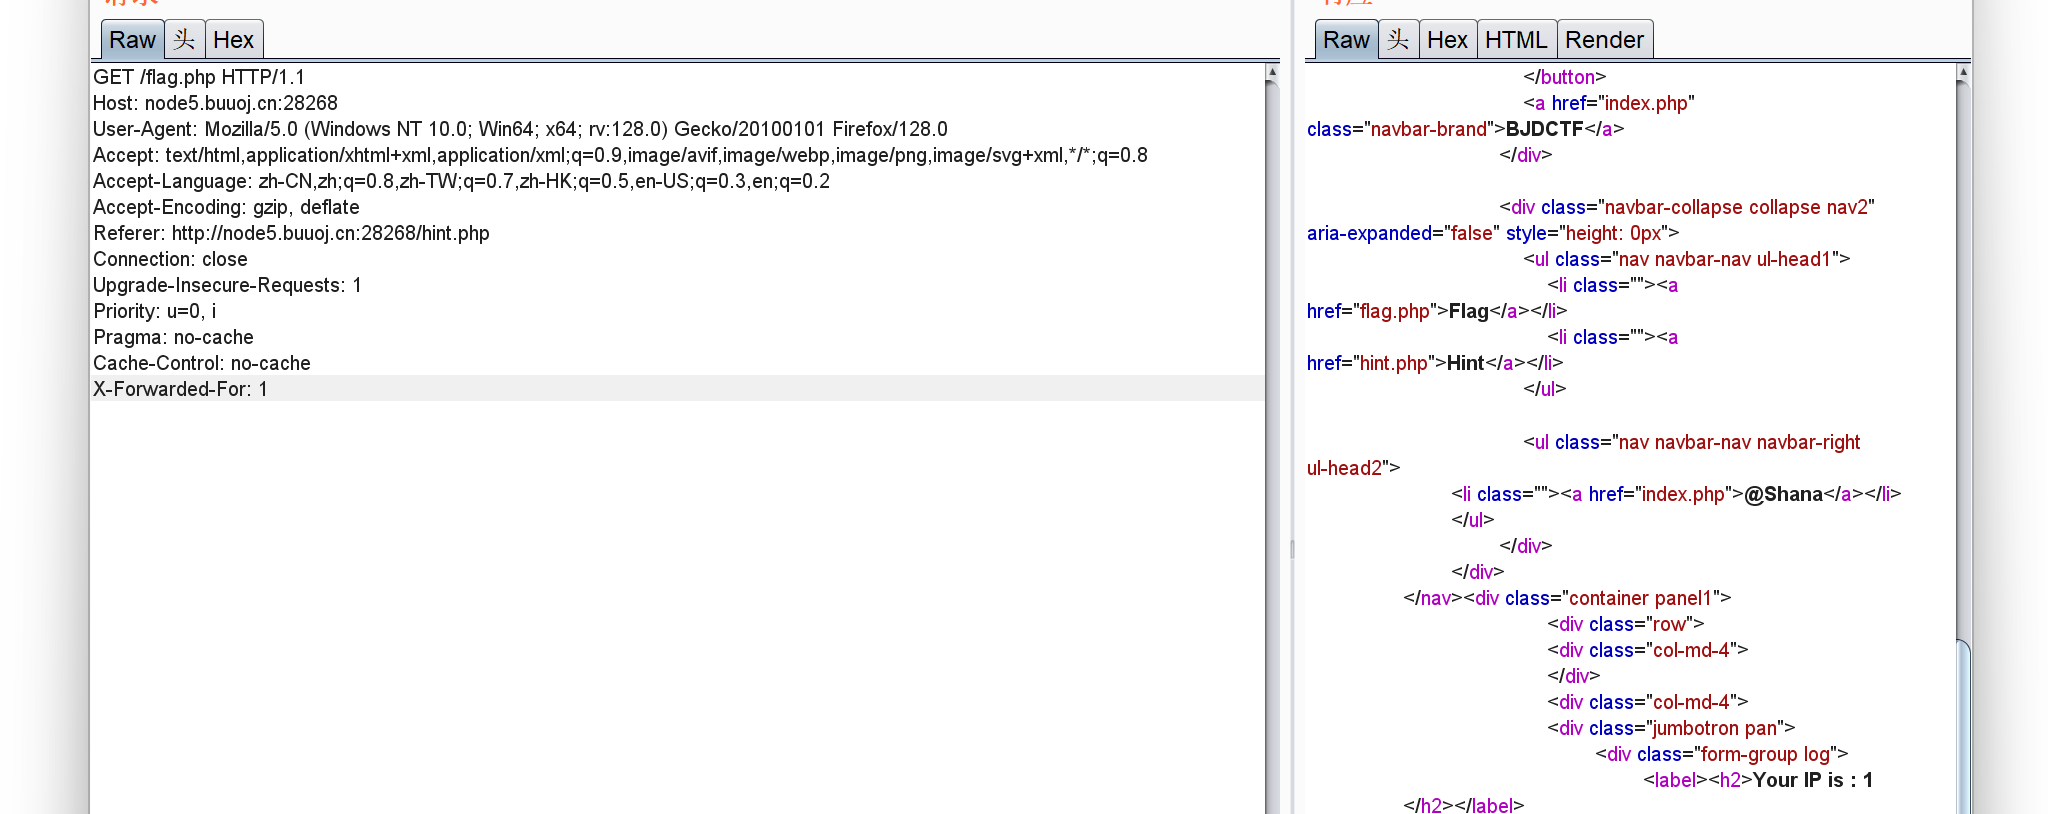 Raw 头 Hex
GET /flag.php HTTP/1.1
Host: node5.buuoj.cn:28268
User-Agent: Mozilla/5.0 (Windows NT 10.0; Win64; x64; rv:128.0) Gecko/20100101 Firefox/128.0
Accept: text/html,application/xhtml+xml,application/xml;q=0.9,image/avif,image/webp,image/png,image/svg+xml,*/*;q=0.8
Accept-Language: zh-CN,zh;q=0.8,zh-TW;q=0.7,zh-HK;q=0.5,en-US;q=0.3,en;q=0.2
Accept-Encoding: gzip, deflate
Referer: http://node5.buuoj.cn:28268/hint.php
Connection: close
Upgrade-Insecure-Requests: 1
Priority: u=0, i
Pragma: no-cache
Cache-Control: no-cache
X-Forwarded-For: 1
Raw 头 Hex HTML Render
</button>
<a href="index.php"
class="navbar-brand">BJDCTF</a>
</div>
<div class="navbar-collapse collapse nav2"
aria-expanded="false" style="height: 0px">
<ul class="nav navbar-nav ul-head1">
<li class=""><a
href="flag.php">Flag</a></li>
<li class=""><a
href="hint.php">Hint</a></li>
</ul>
<ul class="nav navbar-nav navbar-right
ul-head2">
<li class=""><a href="index.php">@Shana</a></li>
</ul>
</div>
</div>
</nav><div class="container panel1">
<div class="row">
<div class="col-md-4">
</div>
<div class="col-md-4">
<div class="jumbotron pan">
<div class="form-group log">
<label><h2>Your IP is : 1
</h2></label>